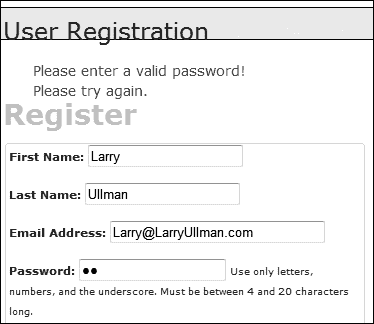 User Registration
Please enter a valid password!
Please try again.
Register
First Name: Larry
Last Name: Ullman
Email Address: Larry@LarryUllman.com
Password: ●● Use only letters,
numbers, and the underscore. Must be between 4 and 20 characters
long.